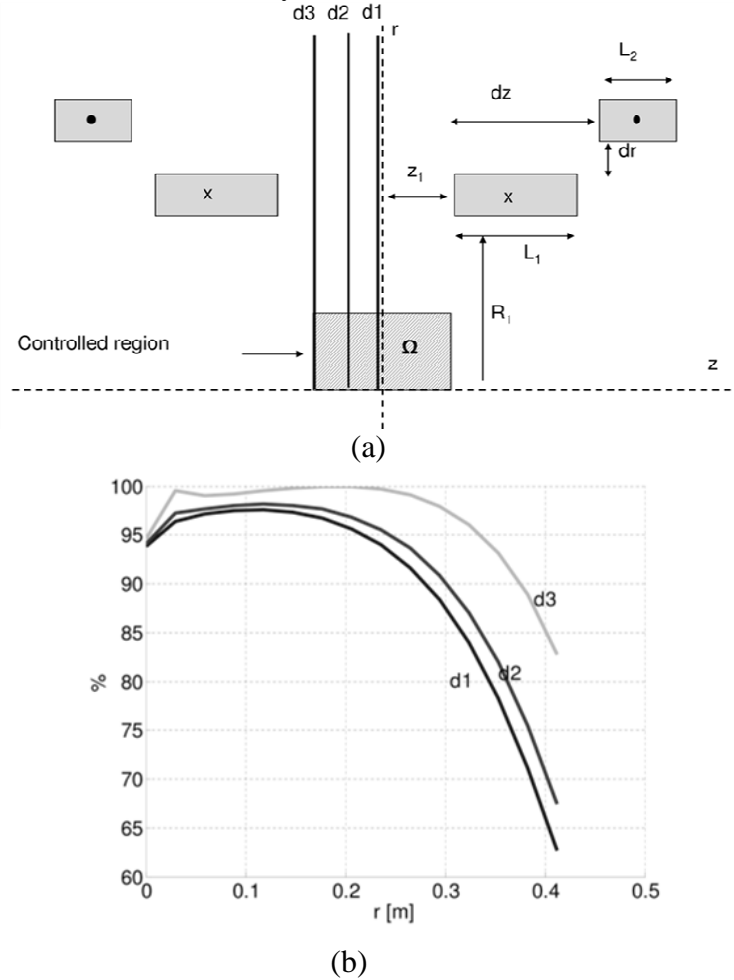 d3 d2 d1
r
L2
dz
dr
z1
x
x
L1
R1
Controlled region
Ω
z
(a)
100
95
90
85
80
75
70
65
60
%
d3
d1
d2
0 0.1 0.2 0.3 0.4 0.5
r [m]
(b)